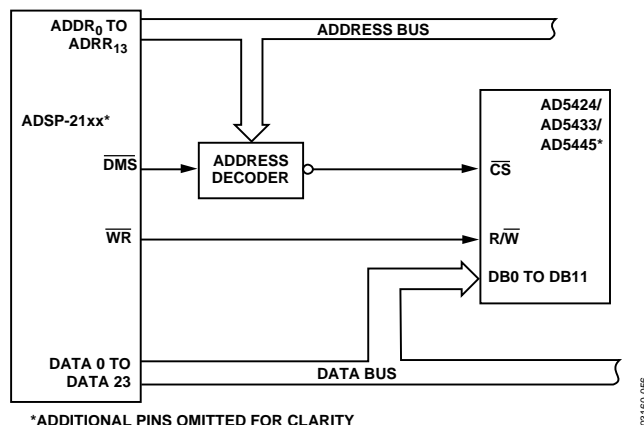 ADDR0 TO
ADRR13
ADDRESS BUS
ADSP-21xx*
AD5424/
AD5433/
AD5445*
DMS
ADDRESS
DECODER
CS
WR
R/W
DB0 TO DB11
DATA 0 TO
DATA 23
DATA BUS
*ADDITIONAL PINS OMITTED FOR CLARITY